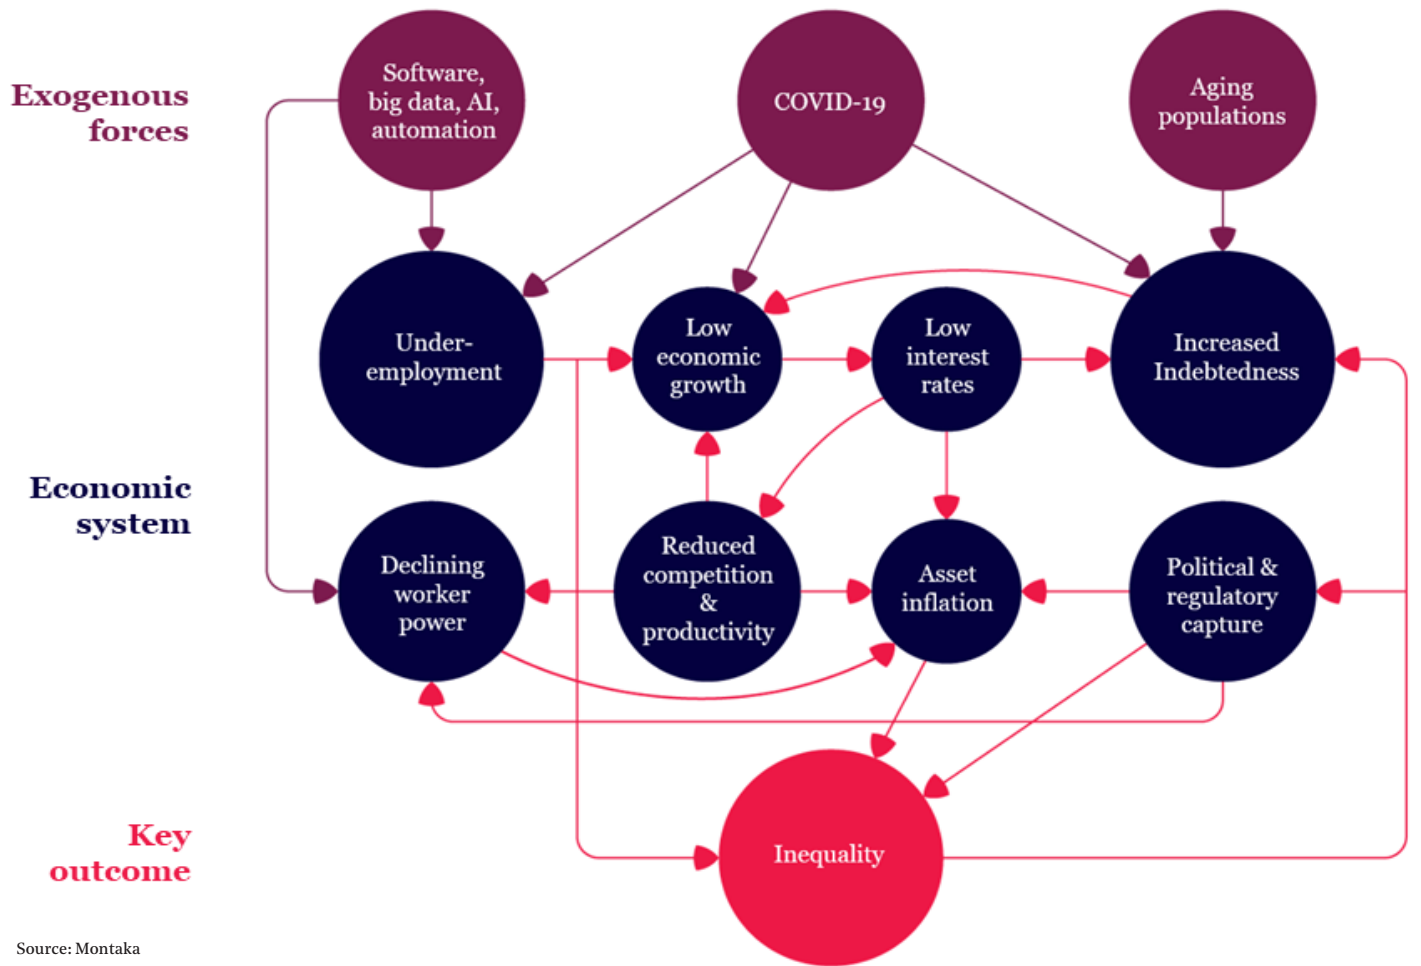 Exogenous
forces
Software,
big data, AI,
automation
COVID-19
Aging
populations
Under-
employment
Low
economic
growth
Low
interest
rates
Increased
Indebtedness
Economic
system
Declining
worker
power
Reduced
competition
&
productivity
Asset
inflation
Political &
regulatory
capture
Key
outcome
Inequality
Source: Montaka